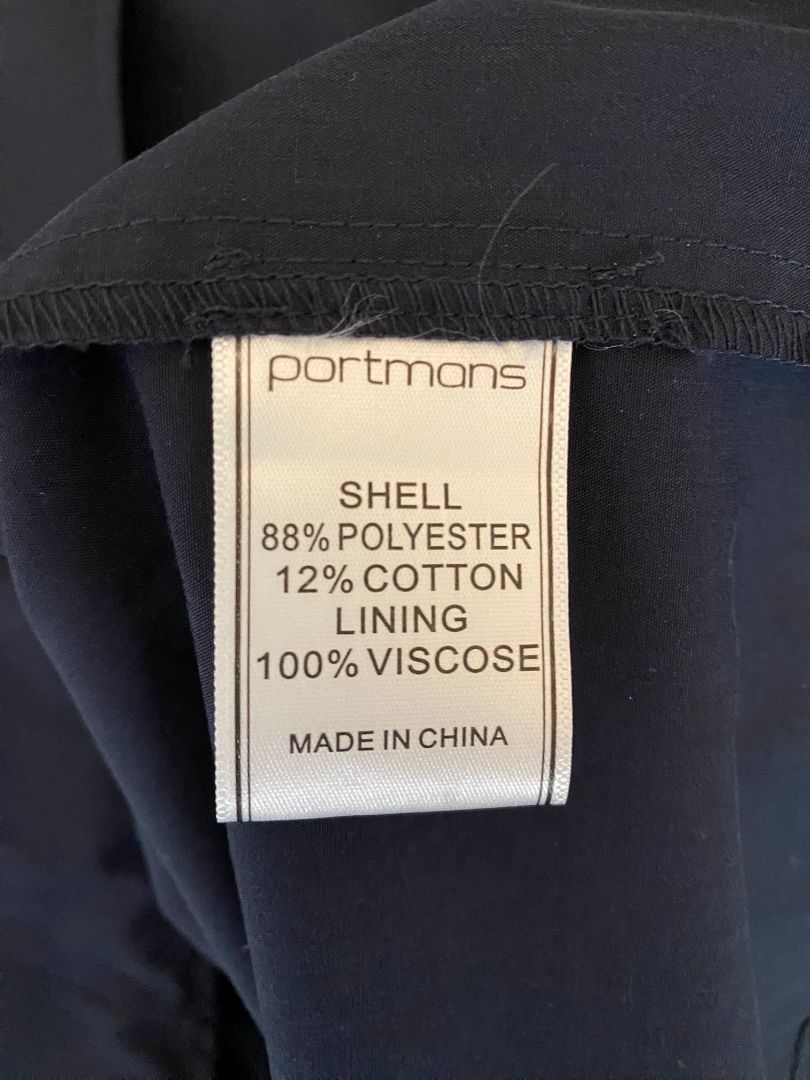 portmans
SHELL
88% POLYESTER
12% COTTON
LINING
100% VISCOSE
MADE IN CHINA